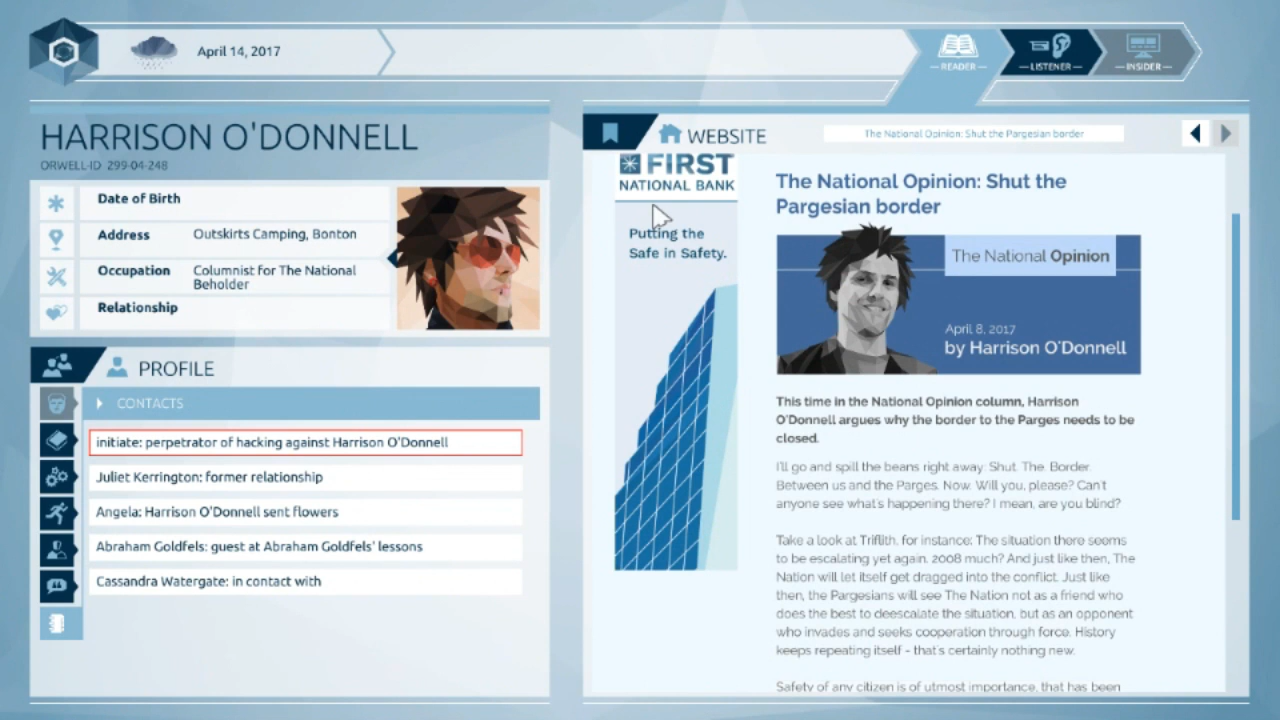 April 14, 2017
READER
LISTENER
INSIDER
HARRISON O'DONNELL
ORWELL-ID 299-04-248
Date of Birth
Address Outskirts Camping, Bonton
Occupation Columnist for The National
Beholder
Relationship
PROFILE
CONTACTS
initiate: perpetrator of hacking against Harrison O'Donnell
Juliet Kerrington: former relationship
Angela: Harrison O'Donnell sent flowers
Abraham Goldfels: guest at Abraham Goldfels' lessons
Cassandra Watergate: in contact with
WEBSITE
The National Opinion: Shut the Pargesian border
FIRST
NATIONAL BANK
Putting the
Safe in Safety.
The National Opinion: Shut the
Pargesian border
The National Opinion
April 8, 2017
by Harrison O'Donnell
This time in the National Opinion column, Harrison
O'Donnell argues why the border to the Parges needs to be
closed.
I'll go and spill the beans right away: Shut. The. Border.
Between us and the Parges. Now. Will you, please? Can't
anyone see what's happening there? I mean, are you blind?
Take a look at Triflith, for instance: The situation there seems
to be escalating yet again. 2008 much? And just like then, The
Nation will let itself get dragged into the conflict. Just like
then, the Pargesians will see The Nation not as a friend who
does the best to deescalate the situation, but as an opponent
who invades and seeks cooperation through force. History
keeps repeating itself - that's certainly nothing new.
Safety of any citizen is of utmost importance, that has been